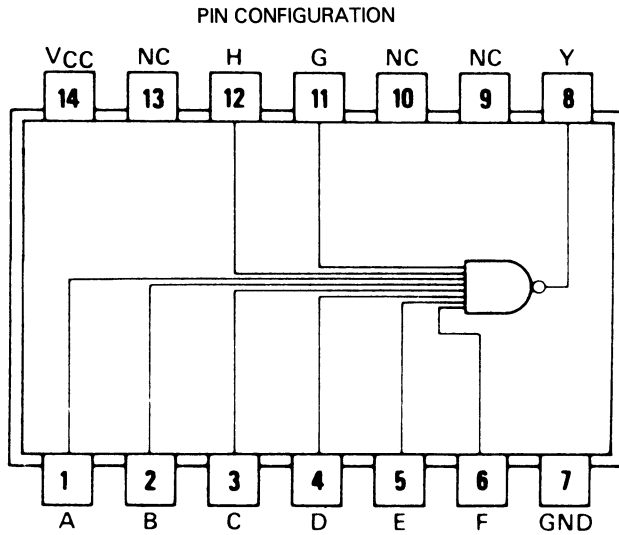 PIN CONFIGURATION
VCC NC H G NC NC Y
14 13 12 11 10 9 8
1 2 3 4 5 6 7
A B C D E F GND